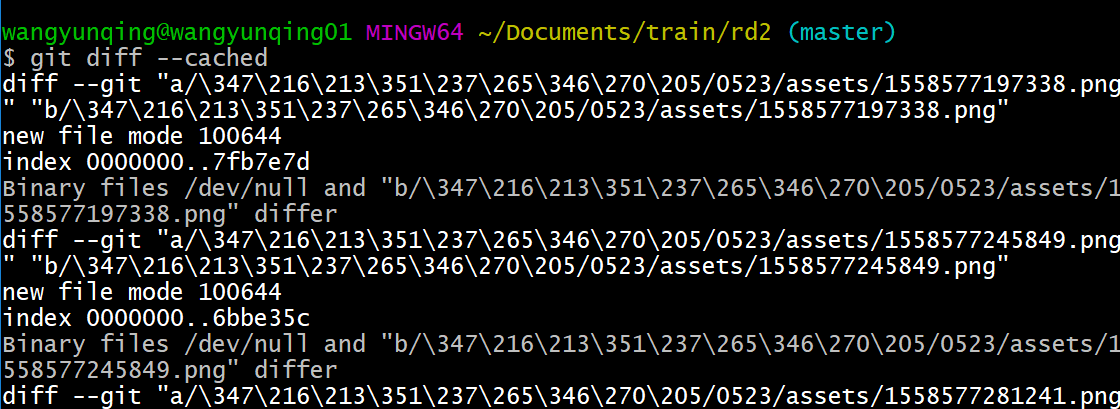 wangyunqing@wangyunqing01 MINGW64 ~/Documents/train/rd2 (master)
$ git diff --cached
diff --git "a/\347\216\213\351\237\265\346\270\205/0523/assets/1558577197338.png
" "b/\347\216\213\351\237\265\346\270\205/0523/assets/1558577197338.png"
new file mode 100644
index 0000000..7fb7e7d
Binary files /dev/null and "b/\347\216\213\351\237\265\346\270\205/0523/assets/1
558577197338.png" differ
diff --git "a/\347\216\213\351\237\265\346\270\205/0523/assets/1558577245849.png
" "b/\347\216\213\351\237\265\346\270\205/0523/assets/1558577245849.png"
new file mode 100644
index 0000000..6bbe35c
Binary files /dev/null and "b/\347\216\213\351\237\265\346\270\205/0523/assets/1
558577245849.png" differ
diff --git "a/\347\216\213\351\237\265\346\270\205/0523/assets/1558577281241.png